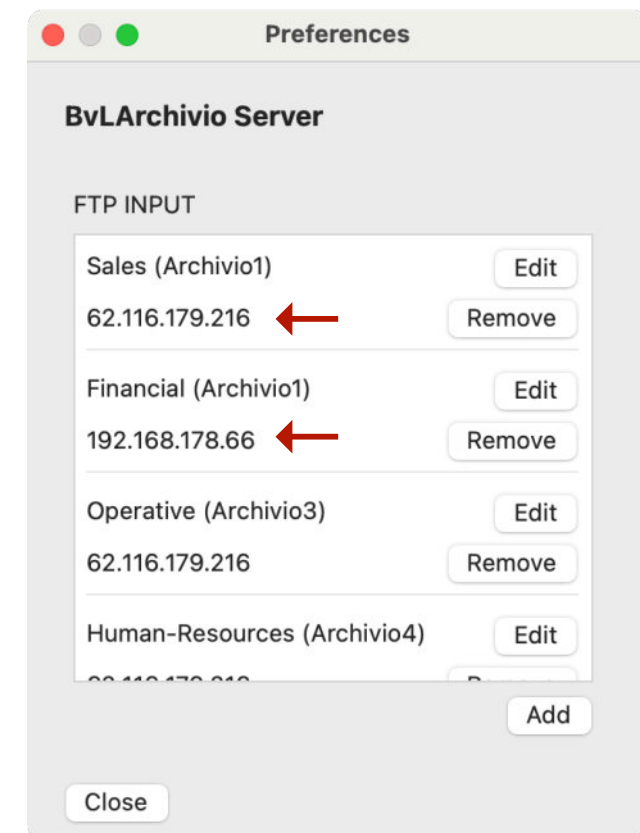 Preferences
BvLArchivio Server
FTP INPUT
Sales (Archivio1) Edit
62.116.179.216 Remove
Financial (Archivio1) Edit
192.168.178.66 Remove
Operative (Archivio3) Edit
62.116.179.216 Remove
Human-Resources (Archivio4) Edit
Add
Close